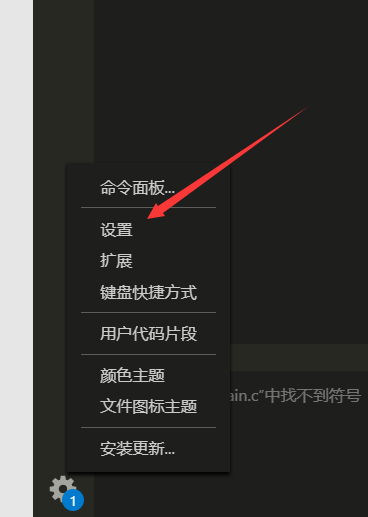 命令面板...
设置
扩展
键盘快捷方式
用户代码片段
颜色主题
ain.c"中找不到符号
文件图标主题
安装更新...
1